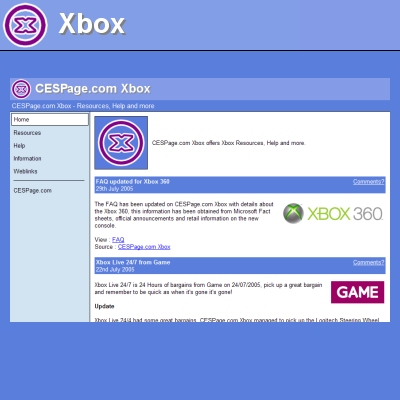 Xbox
CESPage.com Xbox
CESPage.com Xbox - Resources, Help and more
Home
Resources
Help
Information
Weblinks
CESPage.com
CESPage.com Xbox offers Xbox Resources, Help and more.
FAQ updated for Xbox 360
Comments?
29th July 2005
The FAQ has been updated on CESPage.com Xbox with details about
the Xbox 360, this information has been obtained from Microsoft Fact
sheets, official announcements and retail information on the new
console.
XBOX 360
View : FAQ
Source : CESPage.com Xbox
Xbox Live 24/7 from Game
Comments?
22nd July 2005
Xbox Live 24/7 is 24 Hours of bargains from Game on 24/07/2005, pick up a great bargain
and remember to be quick as when it's gone it's gone!
GAME
Update
Xbox Live 24/4 had some great bargains, CESPage.com Xbox managed to pick up the Logitech Steering Wheel